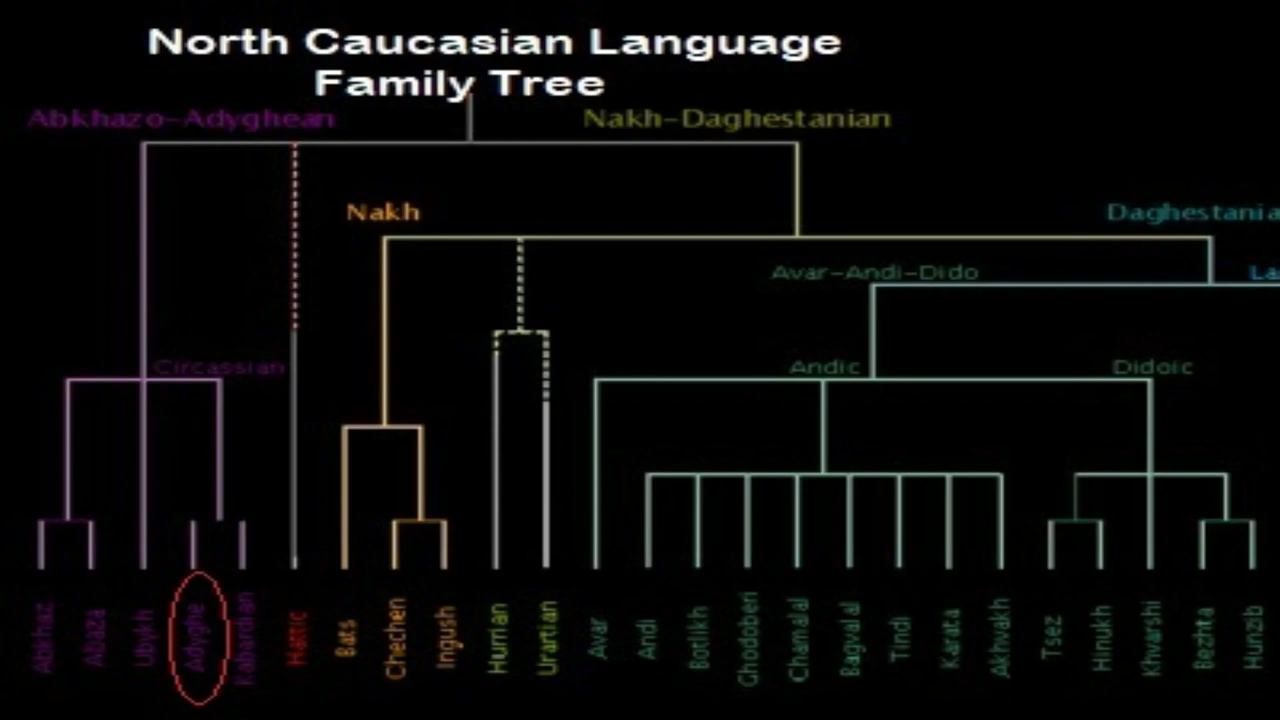 North Caucasian Language
Family Tree
Abkhazo-Adyghean
Nakh-Daghestanian
Nakh
Daghestania
Avar-Andi-Dido
La
Circassian
Andic
Didoic
Abkhaz
Abaza
Ubykh
Adyghe
Kabardian
Hattic
Bats
Chechen
Ingush
Hurrian
Urartian
Avar
Andi
Botlikh
Ghodoberi
Chamalal
Bagvalal
Tindi
Karata
Akhvakh
Tsez
Hinukh
Khvarshi
Bezhta
Hunzib